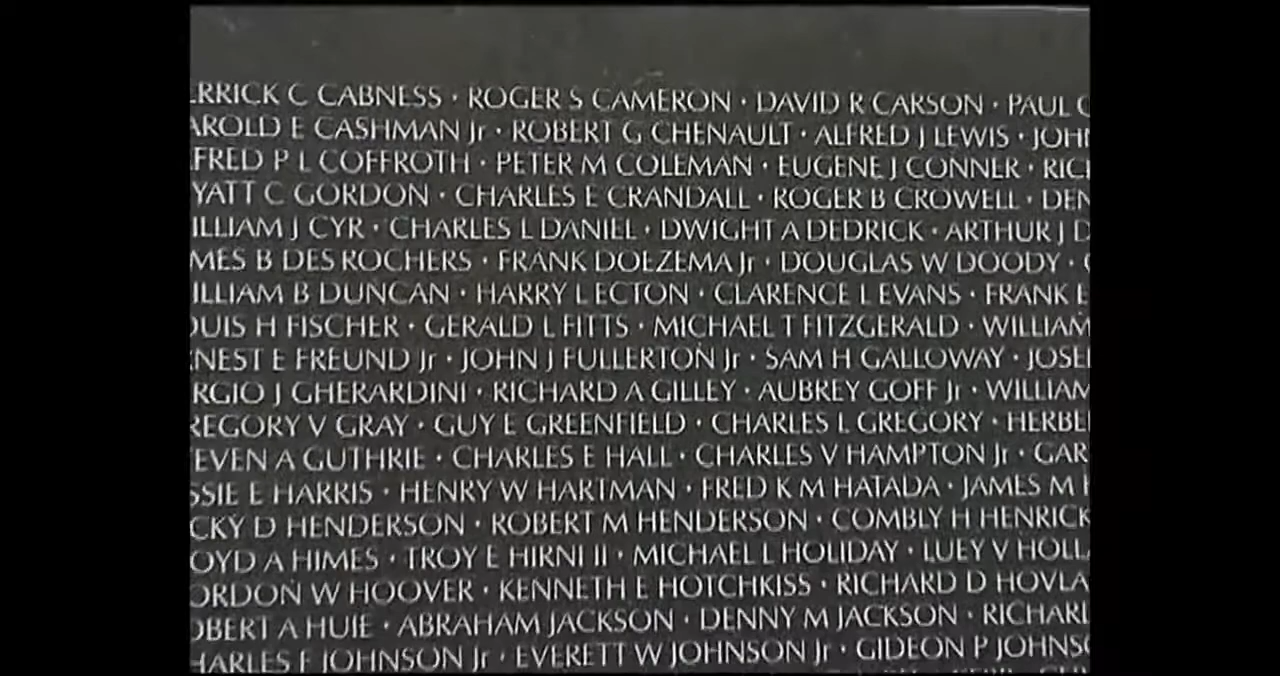 RRICK C CABNESS · ROGER S CAMERON · DAVID R CARSON · PAUL
AROLD E CASHMAN Jr · ROBERT G CHENAULT · ALFRED J LEWIS · JOHN
FRED P L COFFROTH · PETER M COLEMAN · EUGENE J CONNER · RIC
YATT C GORDON · CHARLES E CRANDALL · ROGER B CROWELL · DEN
ILLIAM J CYR · CHARLES L DANIEL · DWIGHT A DEDRICK · ARTHUR J D
MES B DES ROCHERS · FRANK DOEZEMA Jr · DOUGLAS W DOODY ·
ILLIAM B DUNCAN · HARRY L ECTON · CLARENCE L EVANS · FRANK E
OUIS H FISCHER · GERALD L FITTS · MICHAEL T FITZGERALD · WILLIAM
RNEST E FREUND Jr · JOHN J FULLERTON Jr · SAM H GALLOWAY · JOSE
RGIO J GHERARDINI · RICHARD A GILLEY · AUBREY GOFF Jr · WILLIAM
REGORY V GRAY · GUY E GREENFIELD · CHARLES L GREGORY · HERBE
EVEN A GUTHRIE · CHARLES E HALL · CHARLES V HAMPTON Jr · GAR
SSIE E HARRIS · HENRY W HARTMAN · FRED K M HATADA · JAMES M
CKY D HENDERSON · ROBERT M HENDERSON · COMBLY H HENRICK
OYD A HIMES · TROY E HIRNI II · MICHAEL L HOLIDAY · LUEY V HOLL
ORDON W HOOVER · KENNETH E HOTCHKISS · RICHARD D HOVLA
OBERT A HUIE · ABRAHAM JACKSON · DENNY M JACKSON · RICHARD
HARLES F JOHNSON Jr · EVERETT W JOHNSON Jr · GIDEON P JOHNSO